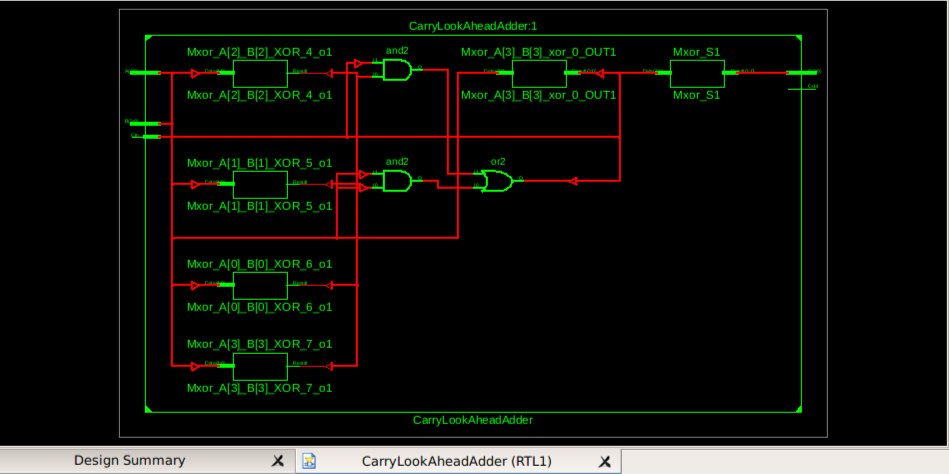 CarryLookAheadAdder:1
Mxor_A[2]_B[2]_XOR_4_o1
and2
Mxor_A[3]_B[3]_xor_0_OUT1
Mxor_S1
Mxor_A[2]_B[2]_XOR_4_o1
Mxor_A[3]_B[3]_xor_0_OUT1
Mxor_S1
Mxor_A[1]_B[1]_XOR_5_o1
and2
or2
Mxor_A[1]_B[1]_XOR_5_o1
Mxor_A[0]_B[0]_XOR_6_o1
Mxor_A[0]_B[0]_XOR_6_o1
Mxor_A[3]_B[3]_XOR_7_o1
Mxor_A[3]_B[3]_XOR_7_o1
CarryLookAheadAdder
Design Summary
CarryLookAheadAdder (RTL1)